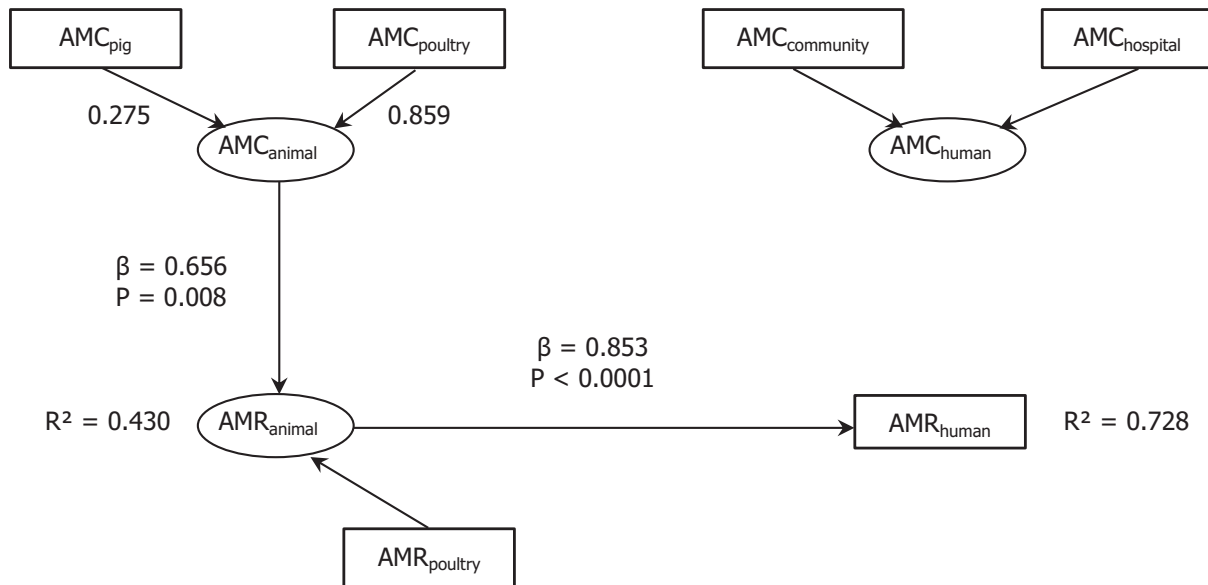 AMCpig
AMCpoultry
AMCcommunity
AMChospital
0.275
0.859
AMCanimal
AMChuman
β = 0.656
P = 0.008
β = 0.853
P < 0.0001
R² = 0.430
AMRanimal
AMRhuman
R² = 0.728
AMRpoultry